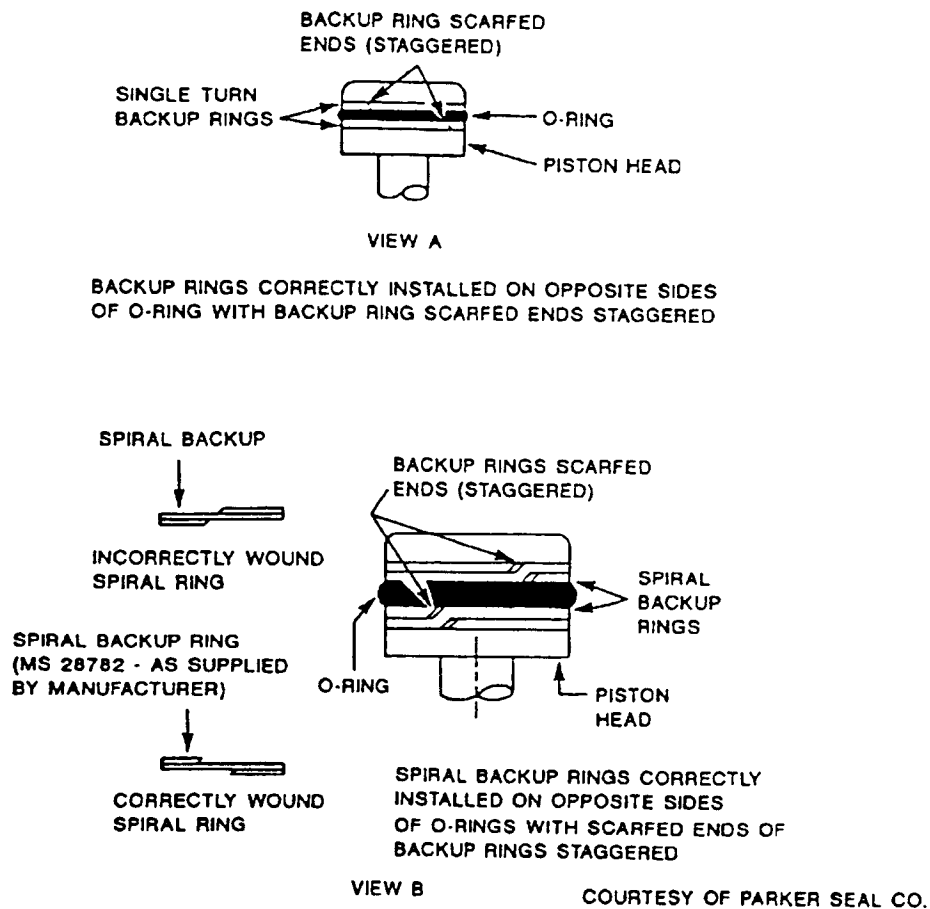 BACKUP RING SCARFED
ENDS (STAGGERED)
SINGLE TURN
BACKUP RINGS
O-RING
PISTON HEAD
VIEW A
BACKUP RINGS CORRECTLY INSTALLED ON OPPOSITE SIDES
OF O-RING WITH BACKUP RING SCARFED ENDS STAGGERED
SPIRAL BACKUP
INCORRECTLY WOUND
SPIRAL RING
BACKUP RINGS SCARFED
ENDS (STAGGERED)
SPIRAL
BACKUP
RINGS
SPIRAL BACKUP RING
(MS 28782 - AS SUPPLIED
BY MANUFACTURER)
O-RING
PISTON
HEAD
CORRECTLY WOUND
SPIRAL RING
SPIRAL BACKUP RINGS CORRECTLY
INSTALLED ON OPPOSITE SIDES
OF O-RINGS WITH SCARFED ENDS OF
BACKUP RINGS STAGGERED
VIEW B
COURTESY OF PARKER SEAL CO.